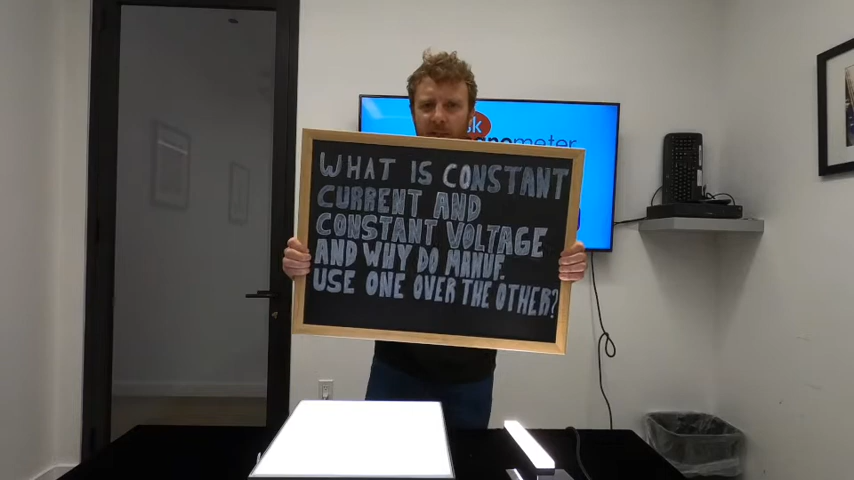 WHAT IS CONSTANT
CURRENT AND
CONSTANT VOLTAGE
AND WHY DO MANUF.
USE ONE OVER THE OTHER?